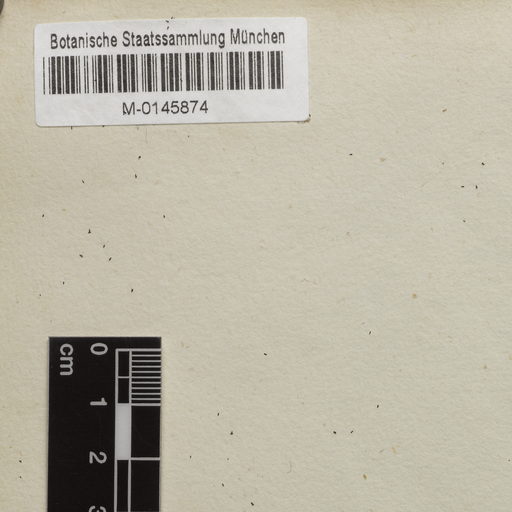 Botanische Staatssammlung München
M-0145874
cm
0
1
2
3